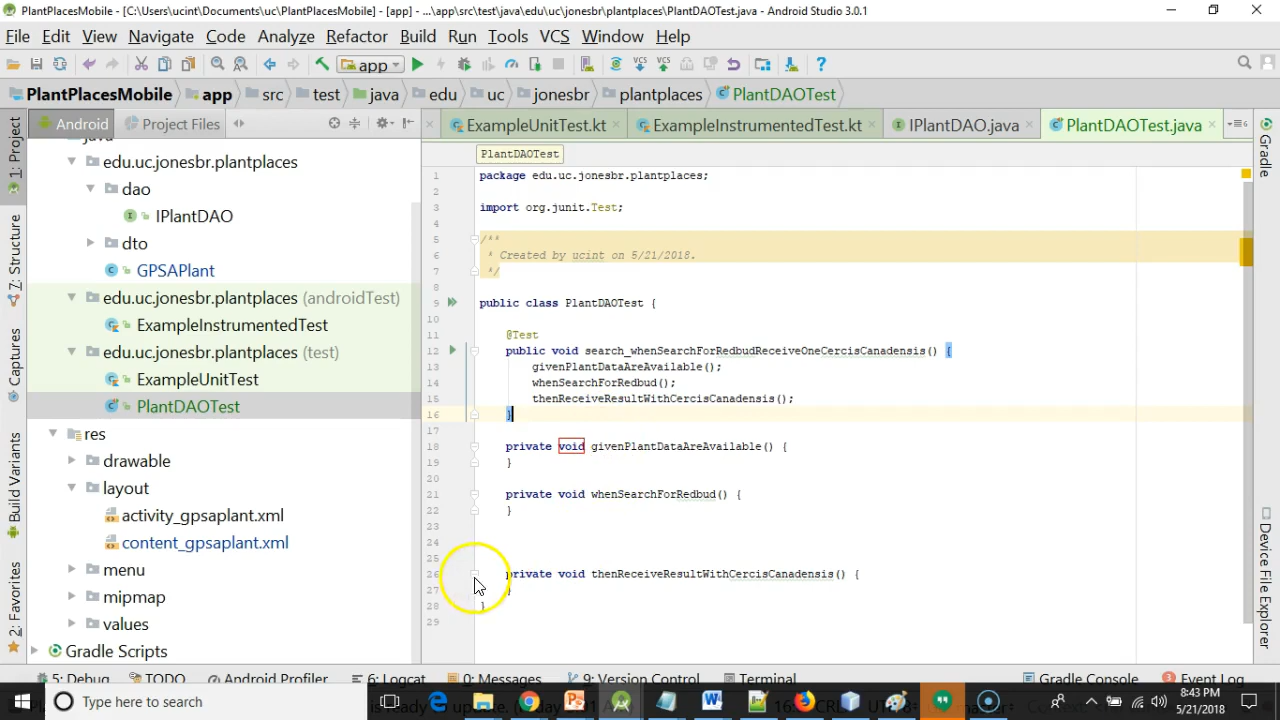 PlantPlacesMobile - [C:\Users\ucint\Documents\uc\PlantPlacesMobile] - [app] - ...\app\src\test\java\edu\uc\jonesbr\plantplaces\PlantDAOTest.java - Android Studio 3.0.1
File Edit View Navigate Code Analyze Refactor Build Run Tools VCS Window Help
app VCS VCS ?
PlantPlacesMobile app src test java edu uc jonesbr plantplaces PlantDAOTest
Android Project Files
ExampleUnitTest.kt ExampleInstrumentedTest.kt IPlantDAO.java PlantDAOTest.java
1: Project
Z: Structure
Captures
Build Variants
2: Favorites
java
edu.uc.jonesbr.plantplaces
dao
IPlantDAO
dto
GPSAPlant
edu.uc.jonesbr.plantplaces (androidTest)
ExampleInstrumentedTest
edu.uc.jonesbr.plantplaces (test)
ExampleUnitTest
PlantDAOTest
res
drawable
layout
activity_gpsaplant.xml
content_gpsaplant.xml
menu
mipmap
values
Gradle Scripts
PlantDAOTest
1 package edu.uc.jonesbr.plantplaces;
2
3 import org.junit.Test;
4
5 /**
6 * Created by ucint on 5/21/2018.
7 */
8
9 public class PlantDAOTest {
10
11 @Test
12 public void search_whenSearchForRedbudReceiveOneCercisCanadensis() {
13 givenPlantDataAreAvailable();
14 whenSearchForRedbud();
15 thenReceiveResultWithCercisCanadensis();
16 }
17
18 private void givenPlantDataAreAvailable() {
19 }
20
21 private void whenSearchForRedbud() {
22 }
23
24
25
26 private void thenReceiveResultWithCercisCanadensis() {
27 }
28 }
29
Gradle
Device File Explorer
5: Debug TODO Android Profiler 6: Logcat 0: Messages 9: Version Control Terminal Gradle Console Event Log
Type here to search
8:43 PM
5/21/2018